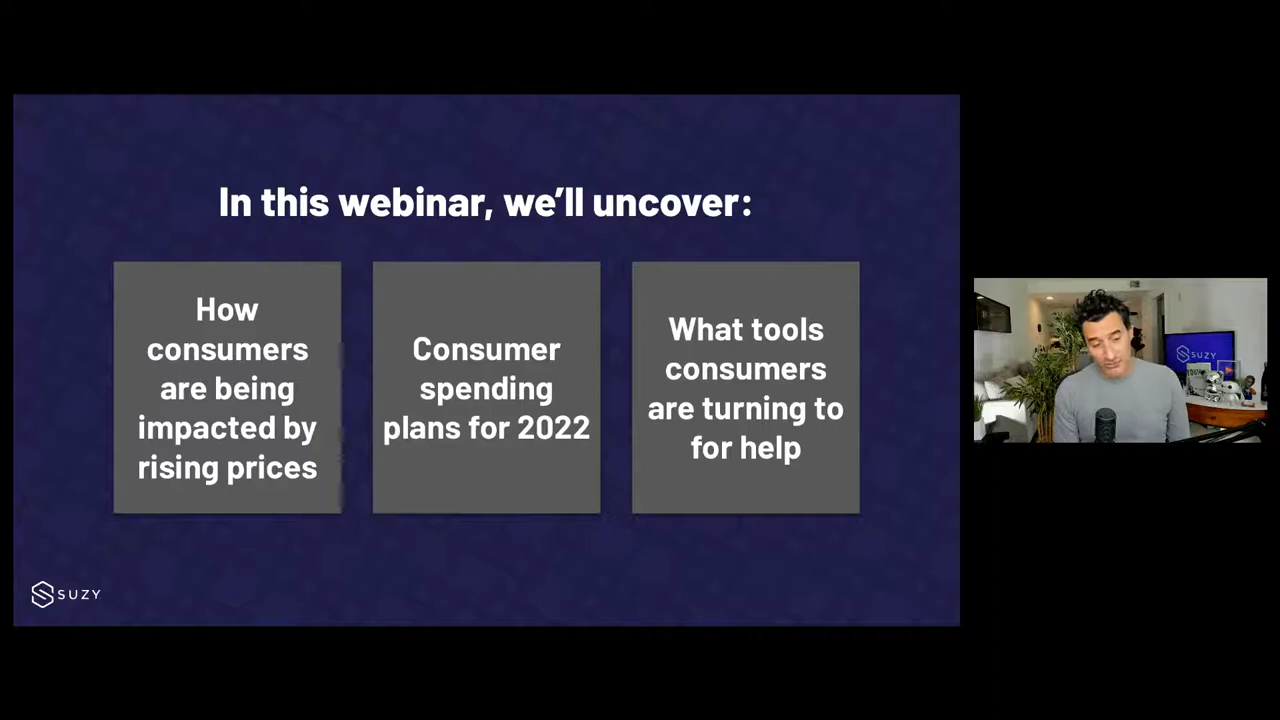 In this webinar, we’ll uncover:
How
consumers
are being
impacted by
rising prices
Consumer
spending
plans for 2022
What tools
consumers
are turning to
for help
SUZY
SUZY